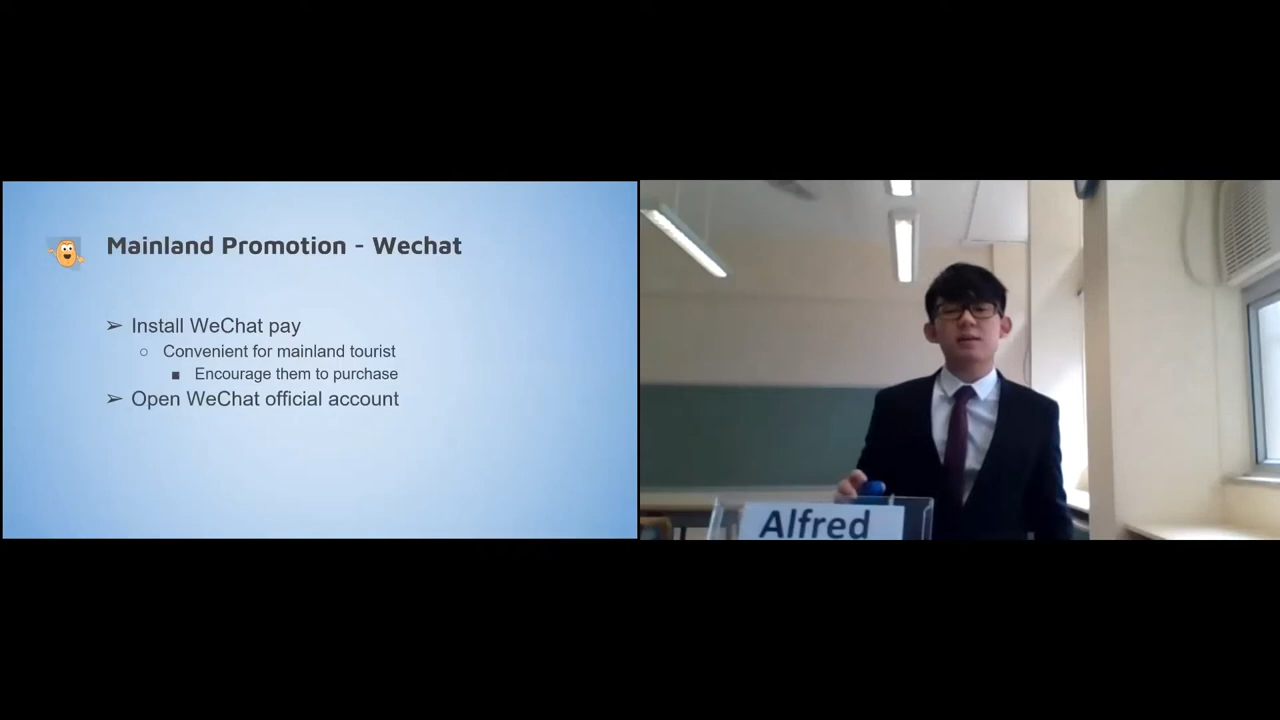 Mainland Promotion - Wechat
➢ Install WeChat pay
○ Convenient for mainland tourist
■ Encourage them to purchase
➢ Open WeChat official account
Alfred